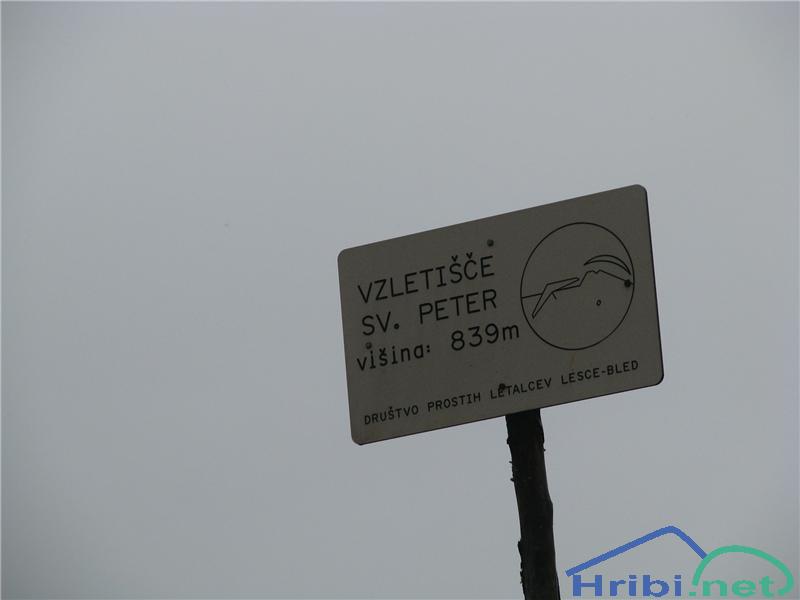 VZLETIŠČE
SV. PETER
višina: 839m
DRUŠTVO PROSTIH LETALCEV LESCE-BLED
Hribi.net